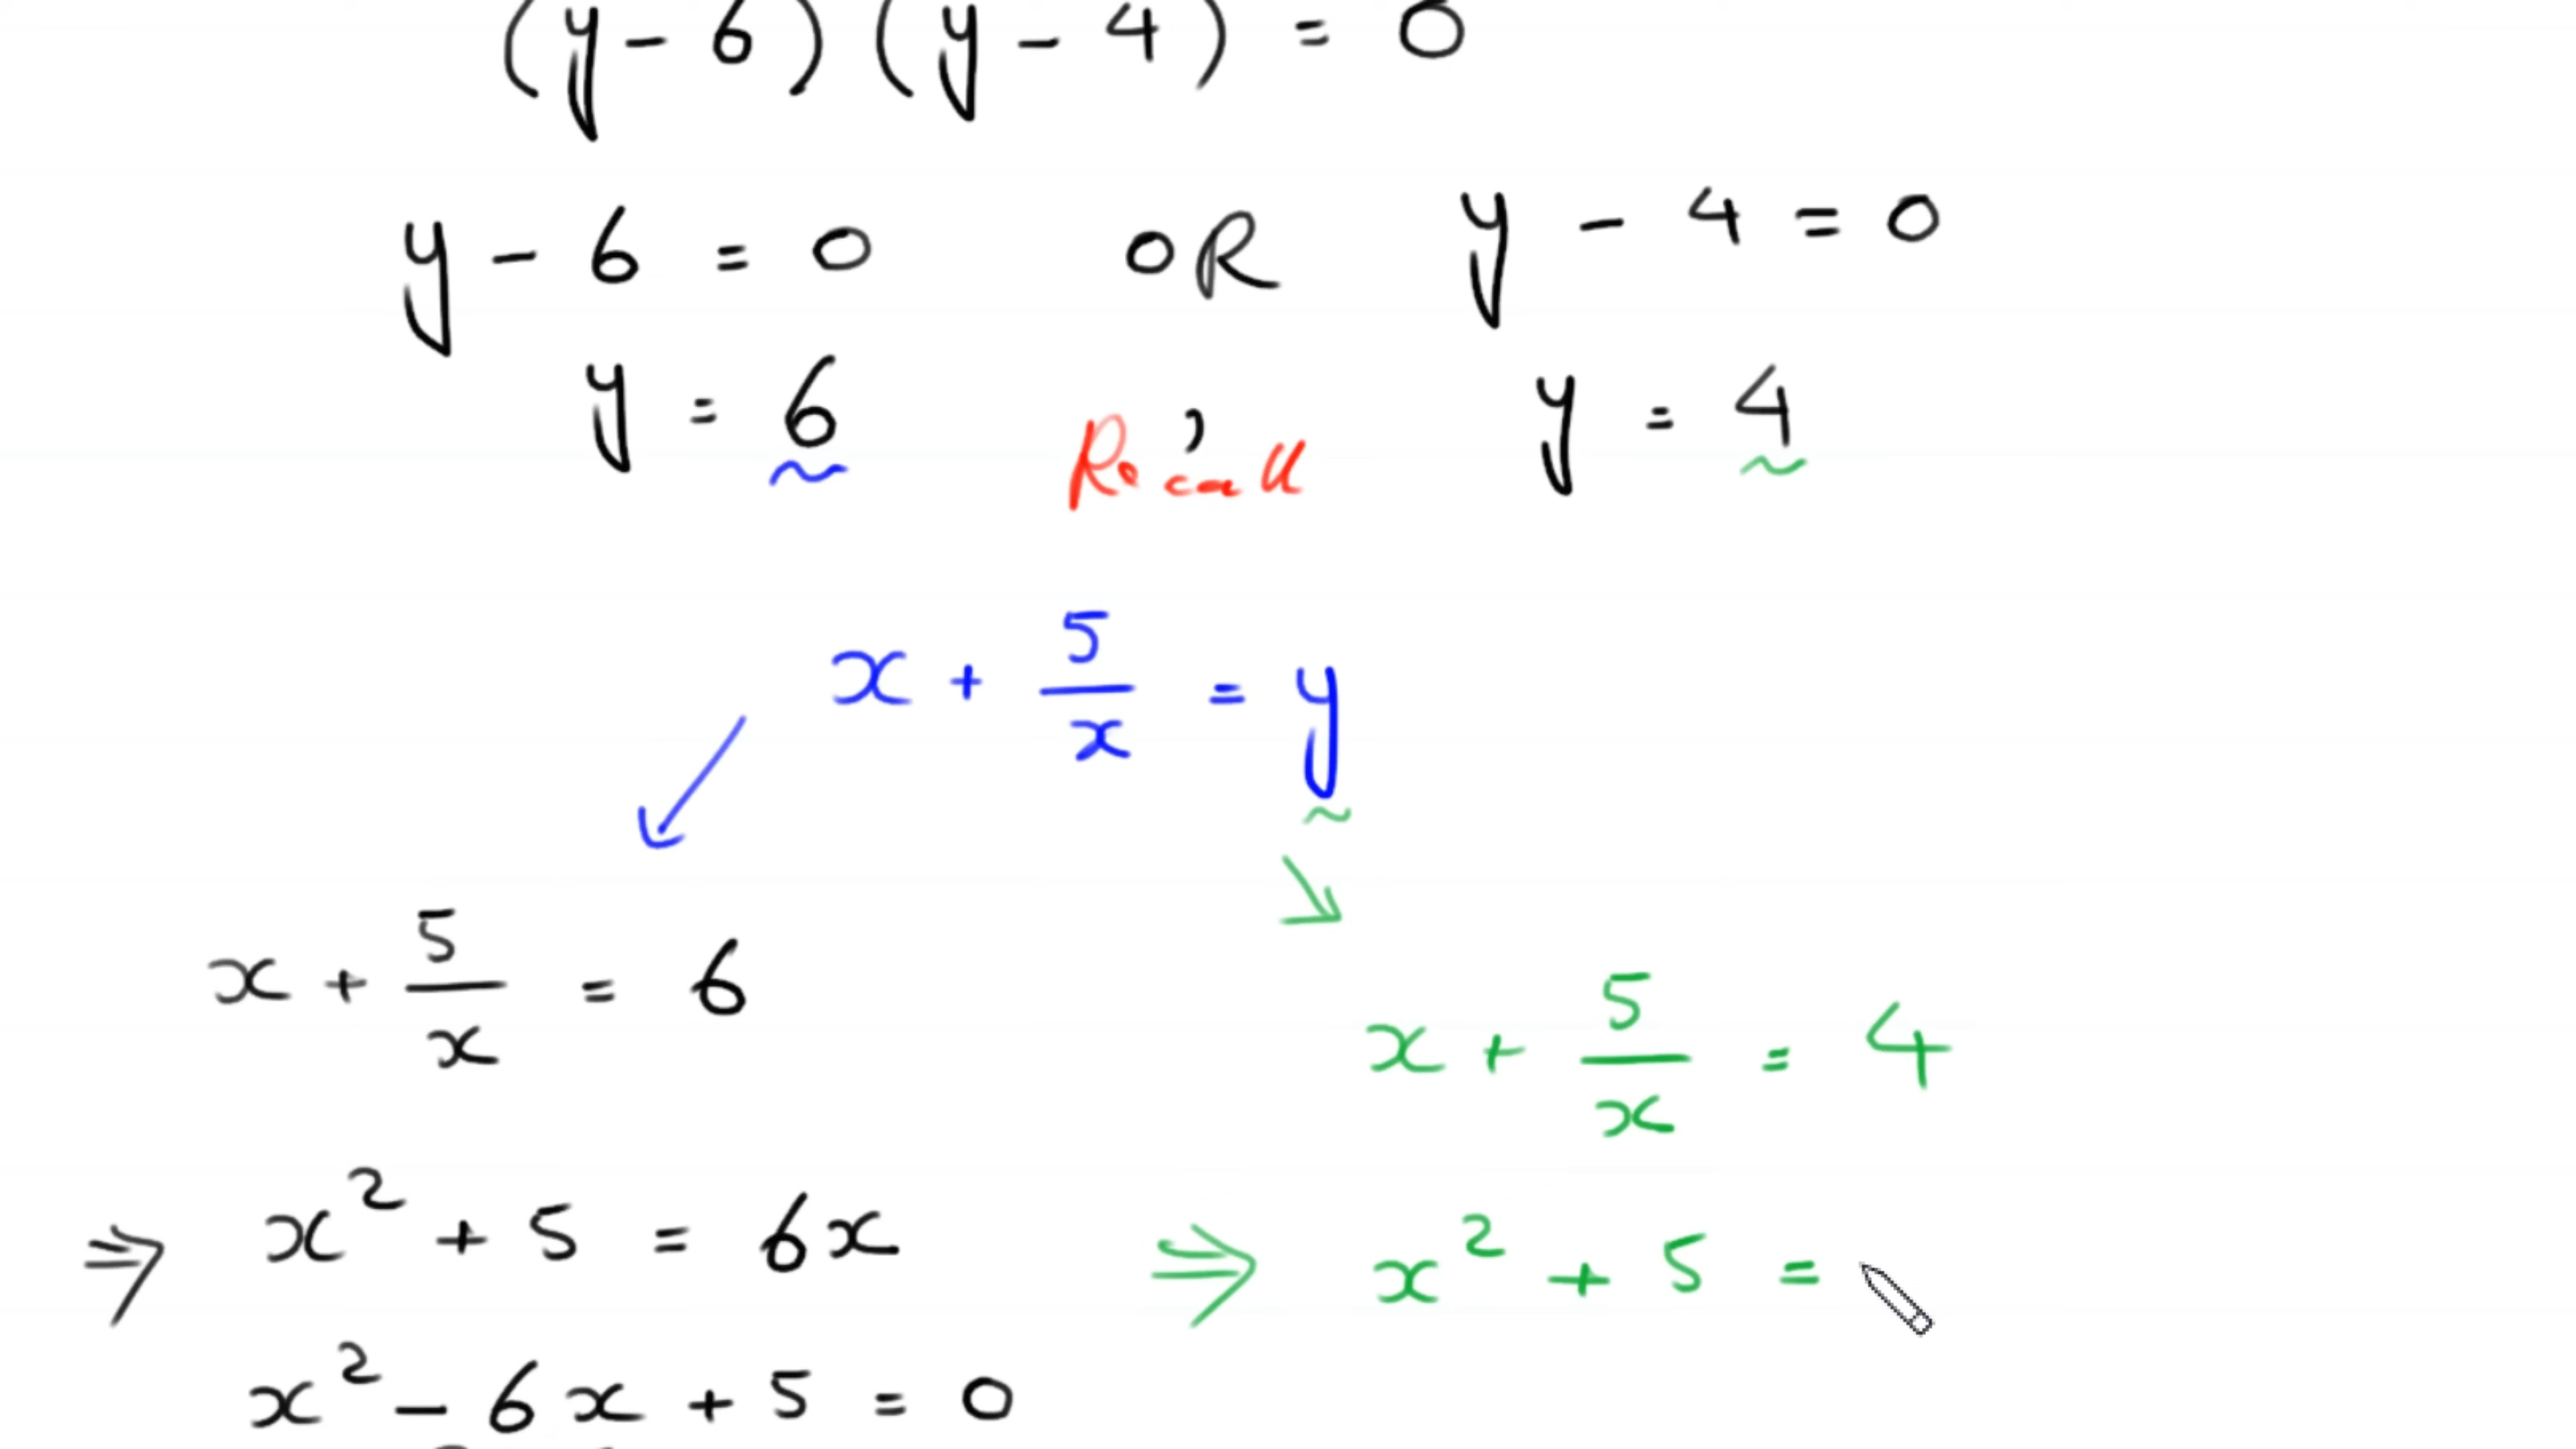 (y - 6)(y - 4) = 0
y - 6 = 0 OR y - 4 = 0
y = 6 , y = 4
Recall
x + 5/x = y
x + 5/x = 6
x + 5/x = 4
⇒ x² + 5 = 6x ⇒ x² + 5 =
x² - 6x + 5 = 0